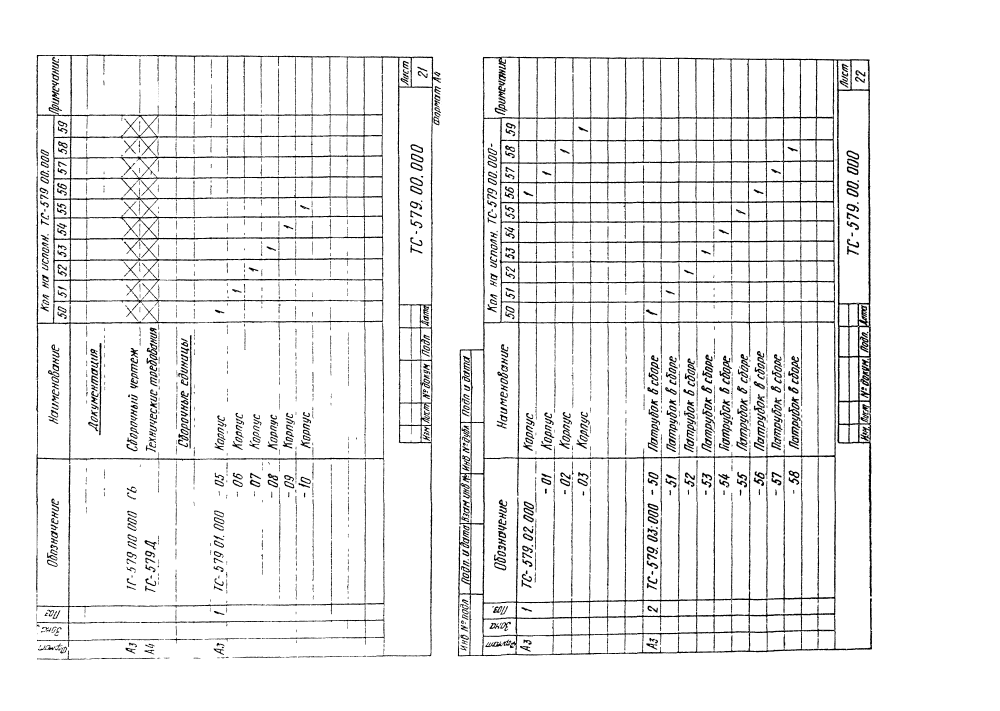 Формат Зона Поз Обозначение Наименование Кол на исполн. ТС-579 00.000 Примечание
50 51 52 53 54 55 56 57 58 59
Документация
А3 ТС-579 00 000 СБ Сборочный чертеж
А4 ТС-579 Д Технические требования
Сборочные единицы
А3 1 ТС-579 01. 000 - 05 Корпус 1
- 06 Корпус 1
- 07 Корпус 1
- 08 Корпус 1
- 09 Корпус 1
- 10 Корпус 1
Изм Лист № докум Подп Дата
ТС-579.00.000
Лист
21
Формат А4
Инв № подл Подп. и дата Взам инв № Инв № дубл Подп и дата
Формат Зона Поз. Обозначение Наименование Кол на исполн. ТС-579 00.000- Примечание
50 51 52 53 54 55 56 57 58 59
А3 1 ТС-579. 02. 000 Корпус 1
- 01 Корпус 1
- 02 Корпус 1
- 03 Корпус 1
А3 2 ТС-579. 03. 000 - 50 Патрубок в сборе 1
- 51 Патрубок в сборе 1
- 52 Патрубок в сборе 1
- 53 Патрубок в сборе 1
- 54 Патрубок в сборе 1
- 55 Патрубок в сборе 1
- 56 Патрубок в сборе 1
- 57 Патрубок в сборе 1
- 58 Патрубок в сборе 1
Изм Лист № докум. Подп. Дата
ТС-579. 00. 000
Лист
22